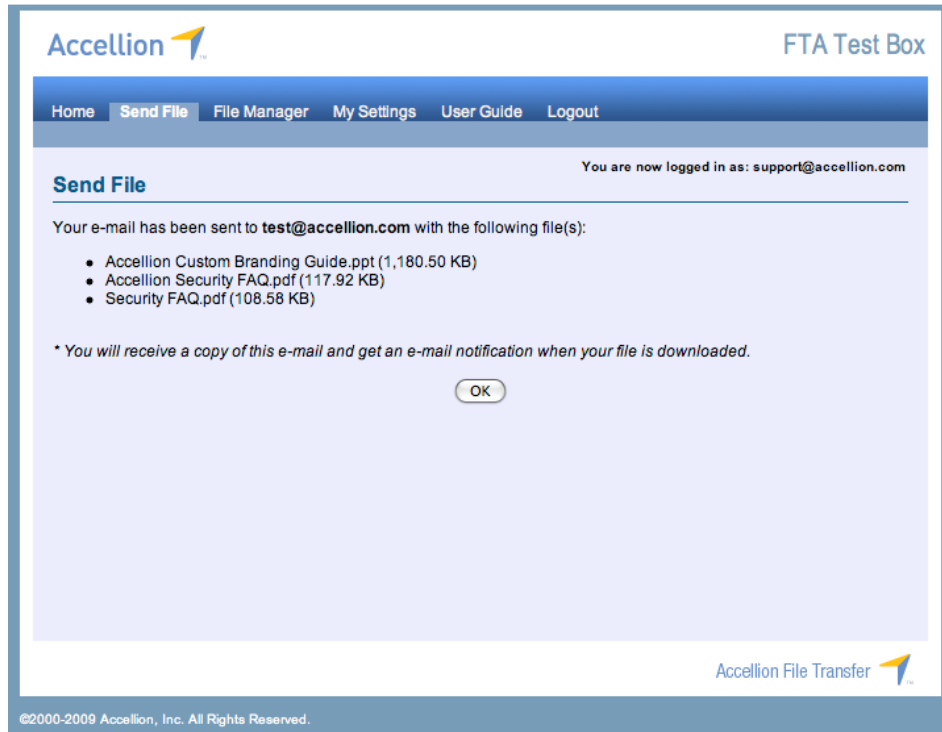 Accellion
TM
FTA Test Box
Home Send File File Manager My Settings User Guide Logout
You are now logged in as: support@accellion.com
Send File
Your e-mail has been sent to test@accellion.com with the following file(s):
• Accellion Custom Branding Guide.ppt (1,180.50 KB)
• Accellion Security FAQ.pdf (117.92 KB)
• Security FAQ.pdf (108.58 KB)
* You will receive a copy of this e-mail and get an e-mail notification when your file is downloaded.
OK
Accellion File Transfer
TM
©2000-2009 Accellion, Inc. All Rights Reserved.